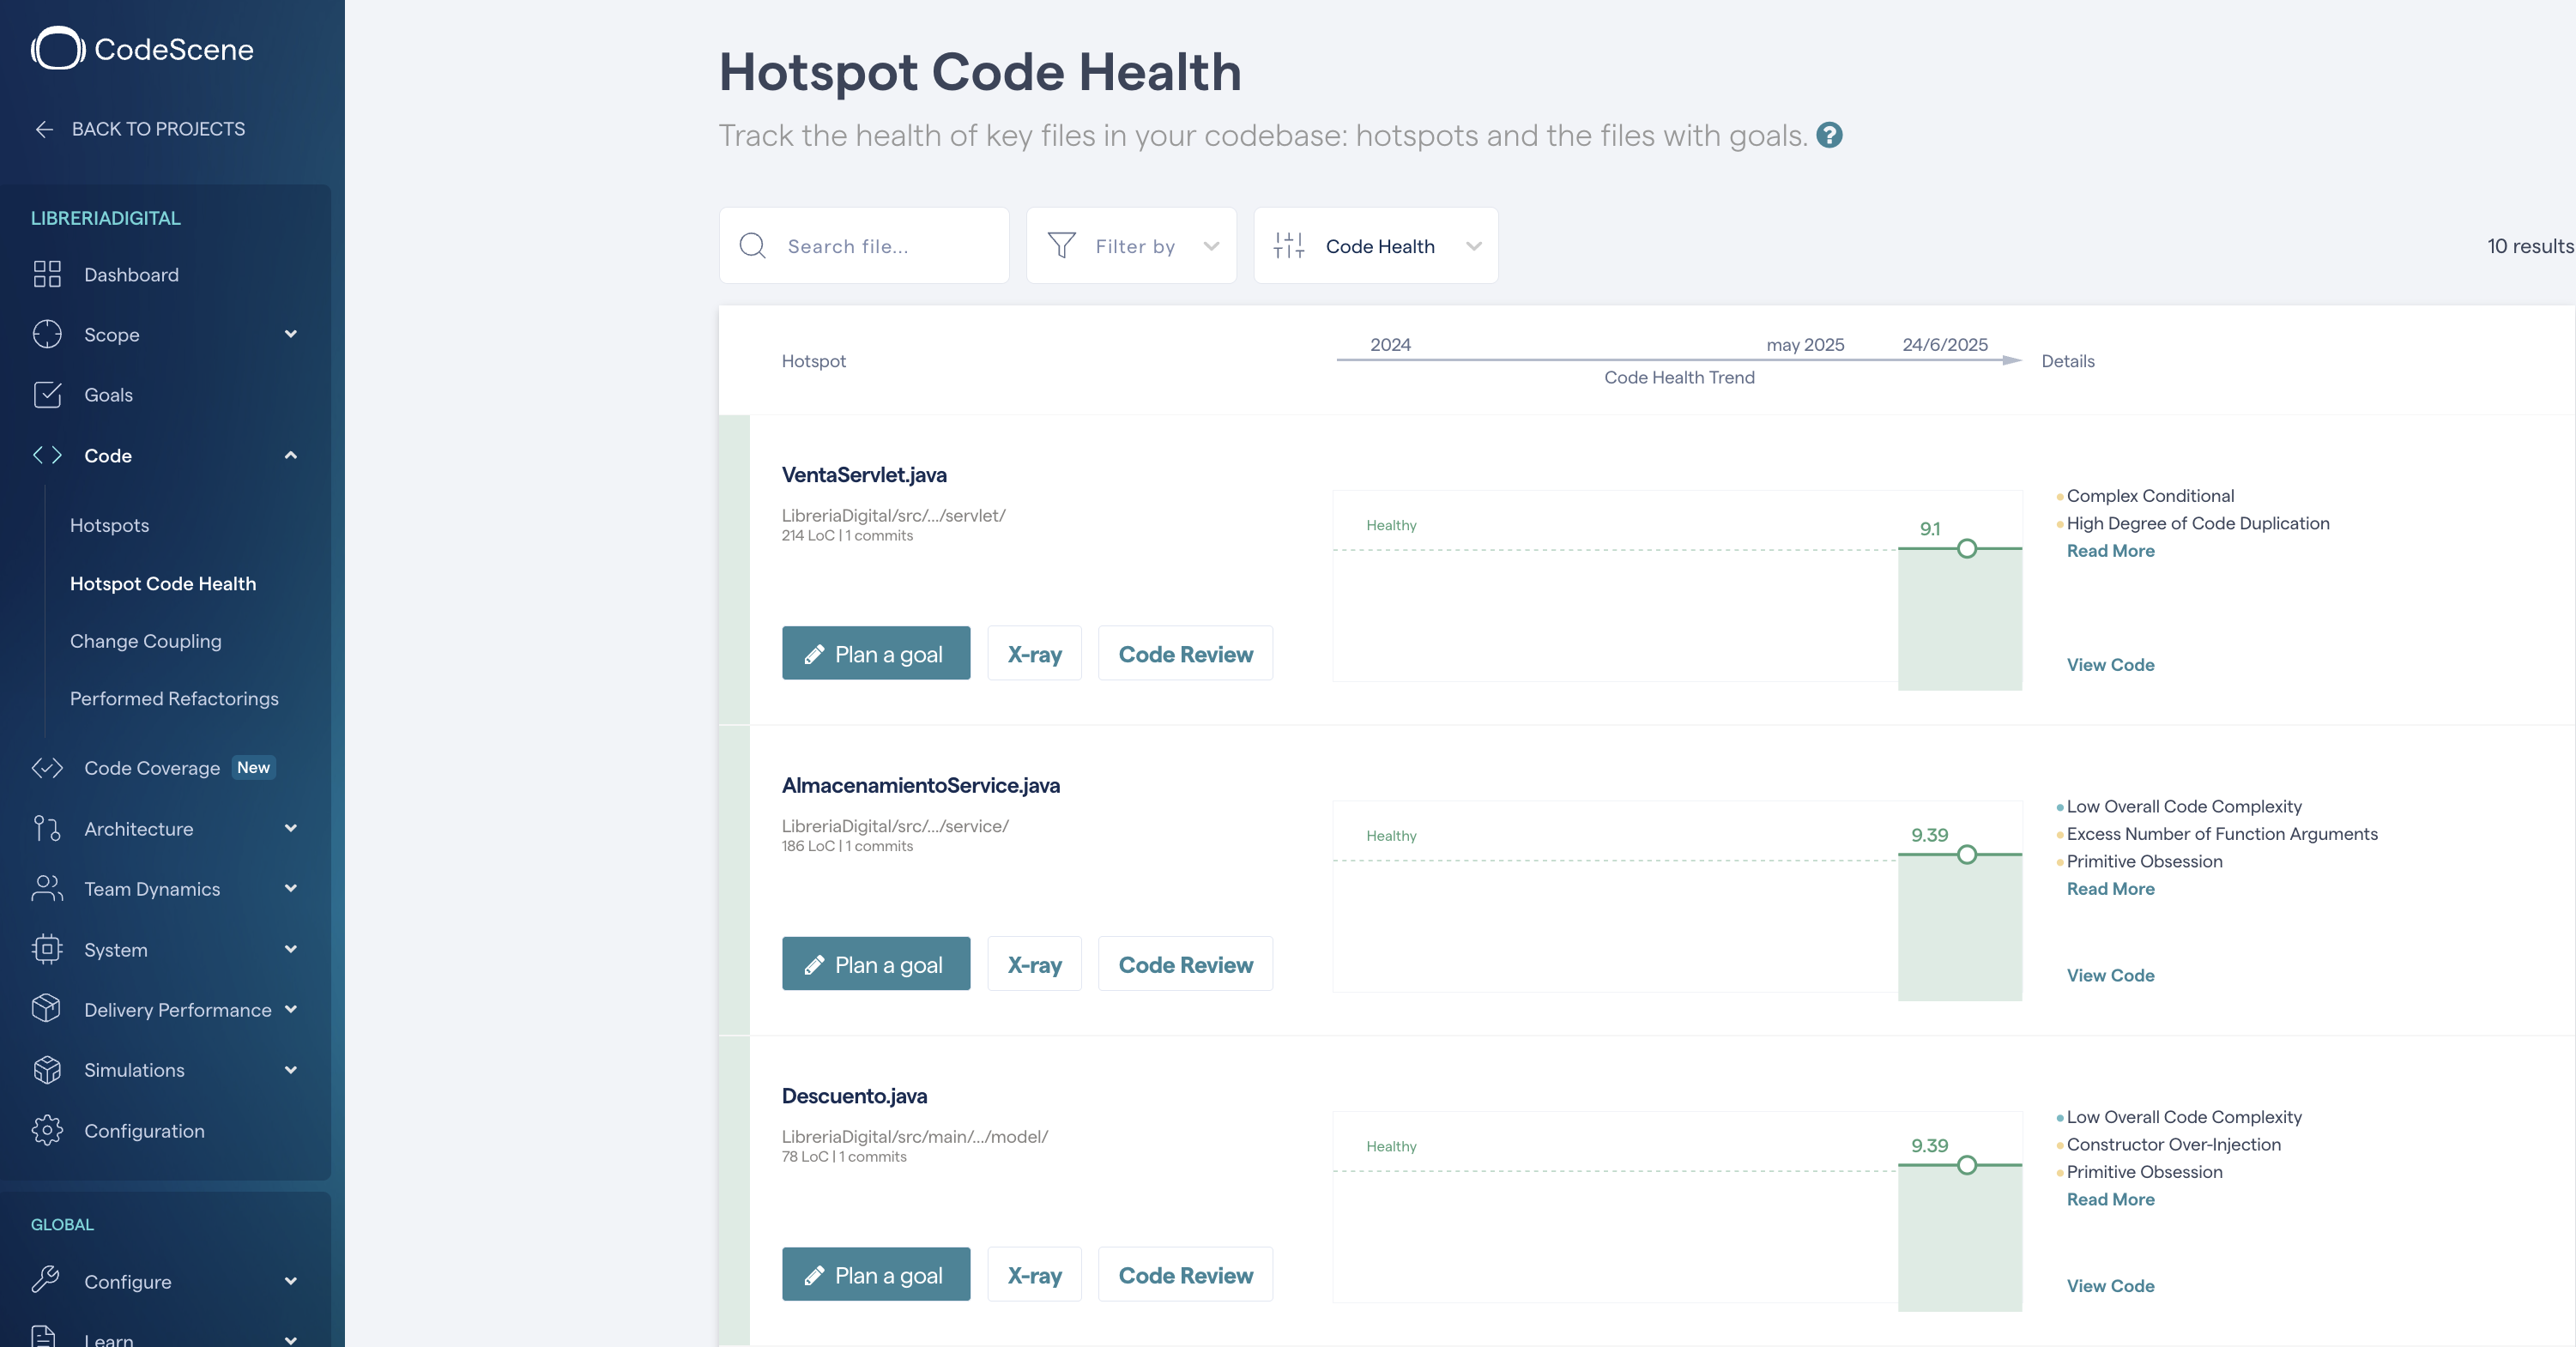 CodeScene
BACK TO PROJECTS
LIBRERIADIGITAL
Dashboard
Scope
Goals
Code
Hotspots
Hotspot Code Health
Change Coupling
Performed Refactorings
Code Coverage New
Architecture
Team Dynamics
System
Delivery Performance
Simulations
Configuration
GLOBAL
Configure
Learn
Hotspot Code Health
Track the health of key files in your codebase: hotspots and the files with goals. ?
Search file...
Filter by
Code Health
10 results
Hotspot
2024 may 2025 24/6/2025
Code Health Trend
Details
VentaServlet.java
LibreriaDigital/src/.../servlet/
214 LoC | 1 commits
Plan a goal X-ray Code Review
Healthy
9.1
Complex Conditional
High Degree of Code Duplication
Read More
View Code
AlmacenamientoService.java
LibreriaDigital/src/.../service/
186 LoC | 1 commits
Plan a goal X-ray Code Review
Healthy
9.39
Low Overall Code Complexity
Excess Number of Function Arguments
Primitive Obsession
Read More
View Code
Descuento.java
LibreriaDigital/src/main/.../model/
78 LoC | 1 commits
Plan a goal X-ray Code Review
Healthy
9.39
Low Overall Code Complexity
Constructor Over-Injection
Primitive Obsession
Read More
View Code